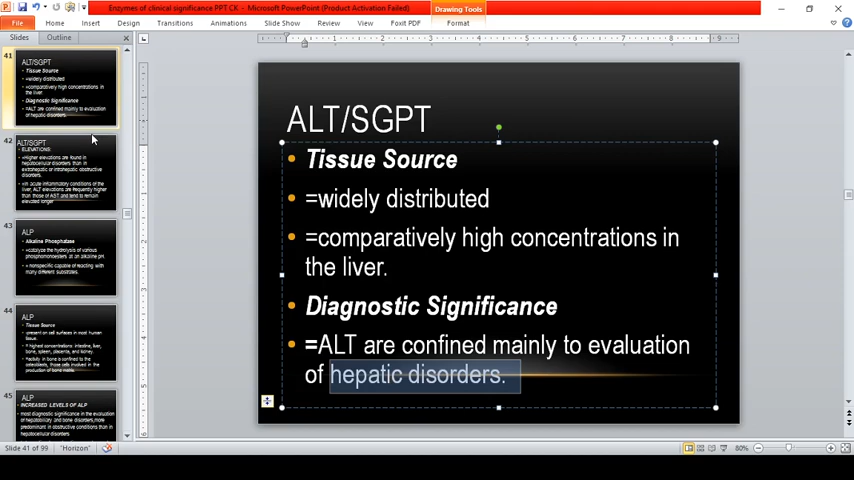 Enzymes of clinical significance PPT CK - Microsoft PowerPoint (Product Activation Failed)
Drawing Tools
File Home Insert Design Transitions Animations Slide Show Review View Foxit PDF Format
Slides Outline
41
ALT/SGPT
Tissue Source
=widely distributed
=comparatively high concentrations in
the liver.
Diagnostic Significance
=ALT are confined mainly to evaluation
of hepatic disorders.
42
ALT/SGPT
ELEVATIONS:
=Higher elevations are found in
hepatocellular disorders than in
extrahepatic or intrahepatic obstructive
disorders.
=In acute inflammatory conditions of the
liver, ALT elevations are frequently higher
than those of AST and tend to remain
elevated longer
43
ALP
Alkaline Phosphatase
=catalyze the hydrolysis of various
phosphomonoesters at an alkaline pH.
= nonspecific capable of reacting with
many different substrates.
44
ALP
Tissue Source
=present on cell surfaces in most human
tissue.
= highest concentrations: intestine, liver,
bone, spleen, placenta, and kidney.
=activity in bone is confined to the
osteoblasts, those cells involved in the
production of bone matrix.
45
ALP
INCREASED LEVELS OF ALP
most diagnostic significance in the evaluation
of hepatobiliary and bone disorders, more
predominant in obstructive conditions than in
hepatocellular disorders
ALT/SGPT
Tissue Source
=widely distributed
=comparatively high concentrations in
the liver.
Diagnostic Significance
=ALT are confined mainly to evaluation
of hepatic disorders.
Slide 41 of 99 "Horizon" 80%